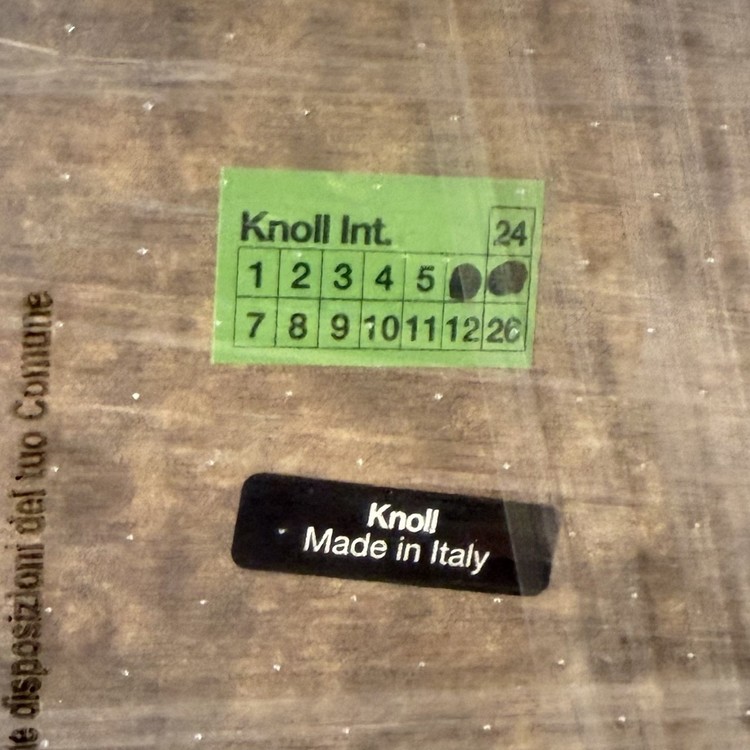 Knoll Int. 24
1 2 3 4 5
7 8 9 10 11 12 26
Knoll
Made in Italy
disposizioni del tuo Comune